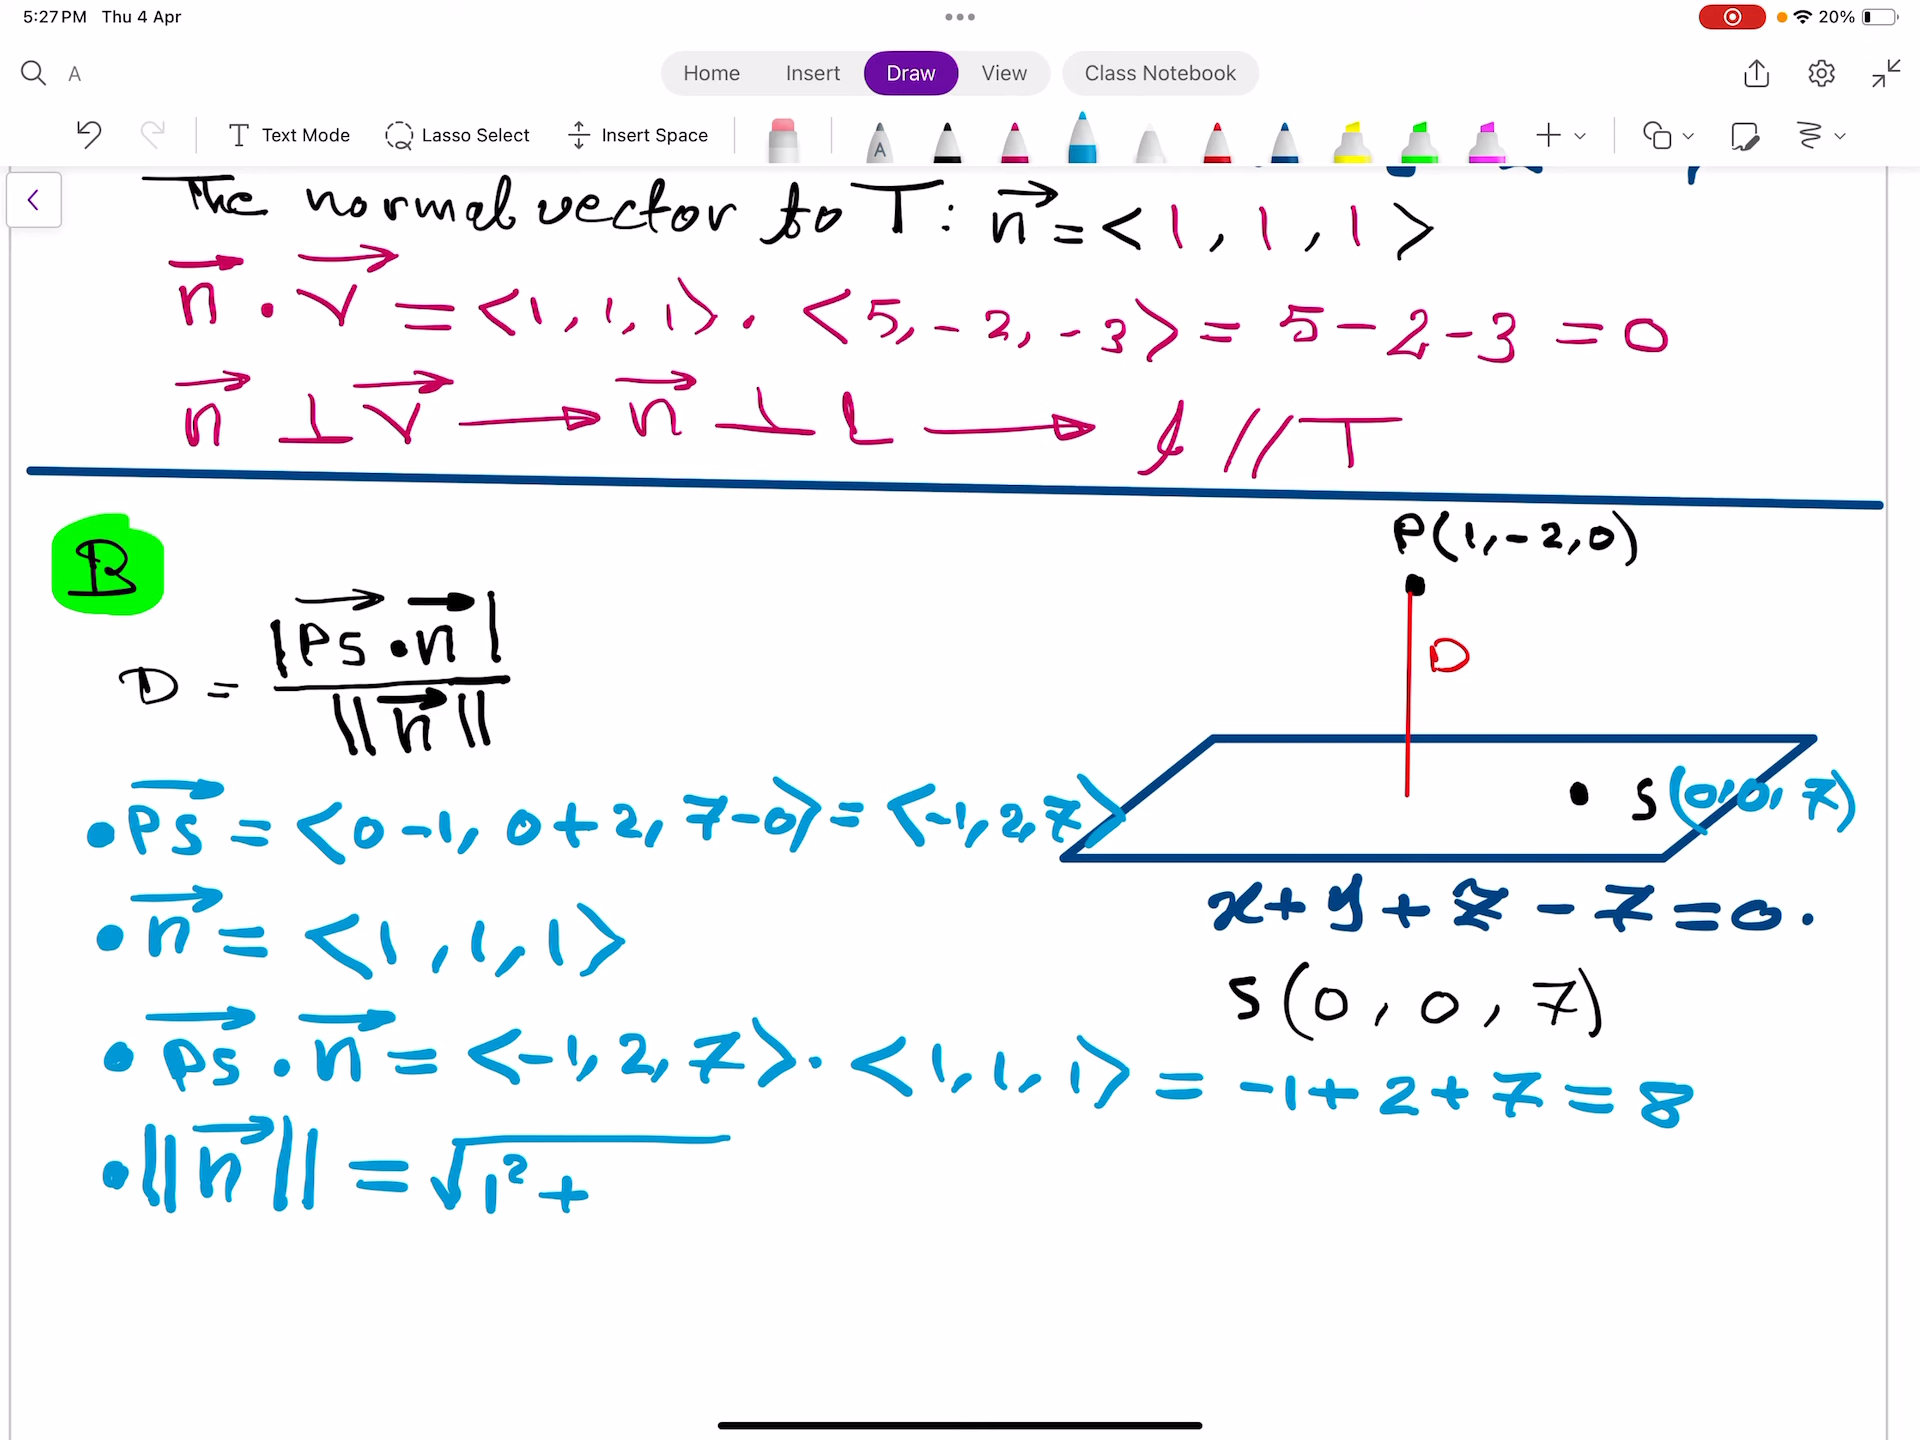 5:27 PM Thu 4 Apr
20%
A
Home Insert Draw View Class Notebook
Text Mode Lasso Select Insert Space
A
The normal vector to T: n⃗ = <1, 1, 1>
n⃗ · V⃗ = <1, 1, 1> · <5, -2, -3> = 5 - 2 - 3 = 0
n⃗ ⊥ V⃗ → n⃗ ⊥ L → L // T
B
P(1, -2, 0)
D = |PS⃗ · n⃗| / ||n⃗||
D
S(0, 0, 7)
• PS⃗ = <0-1, 0+2, 7-0> = <-1, 2, 7>
x + y + z - 7 = 0.
• n⃗ = <1, 1, 1>
S(0, 0, 7)
• PS⃗ · n⃗ = <-1, 2, 7> · <1, 1, 1> = -1 + 2 + 7 = 8
• ||n⃗|| = √1² +